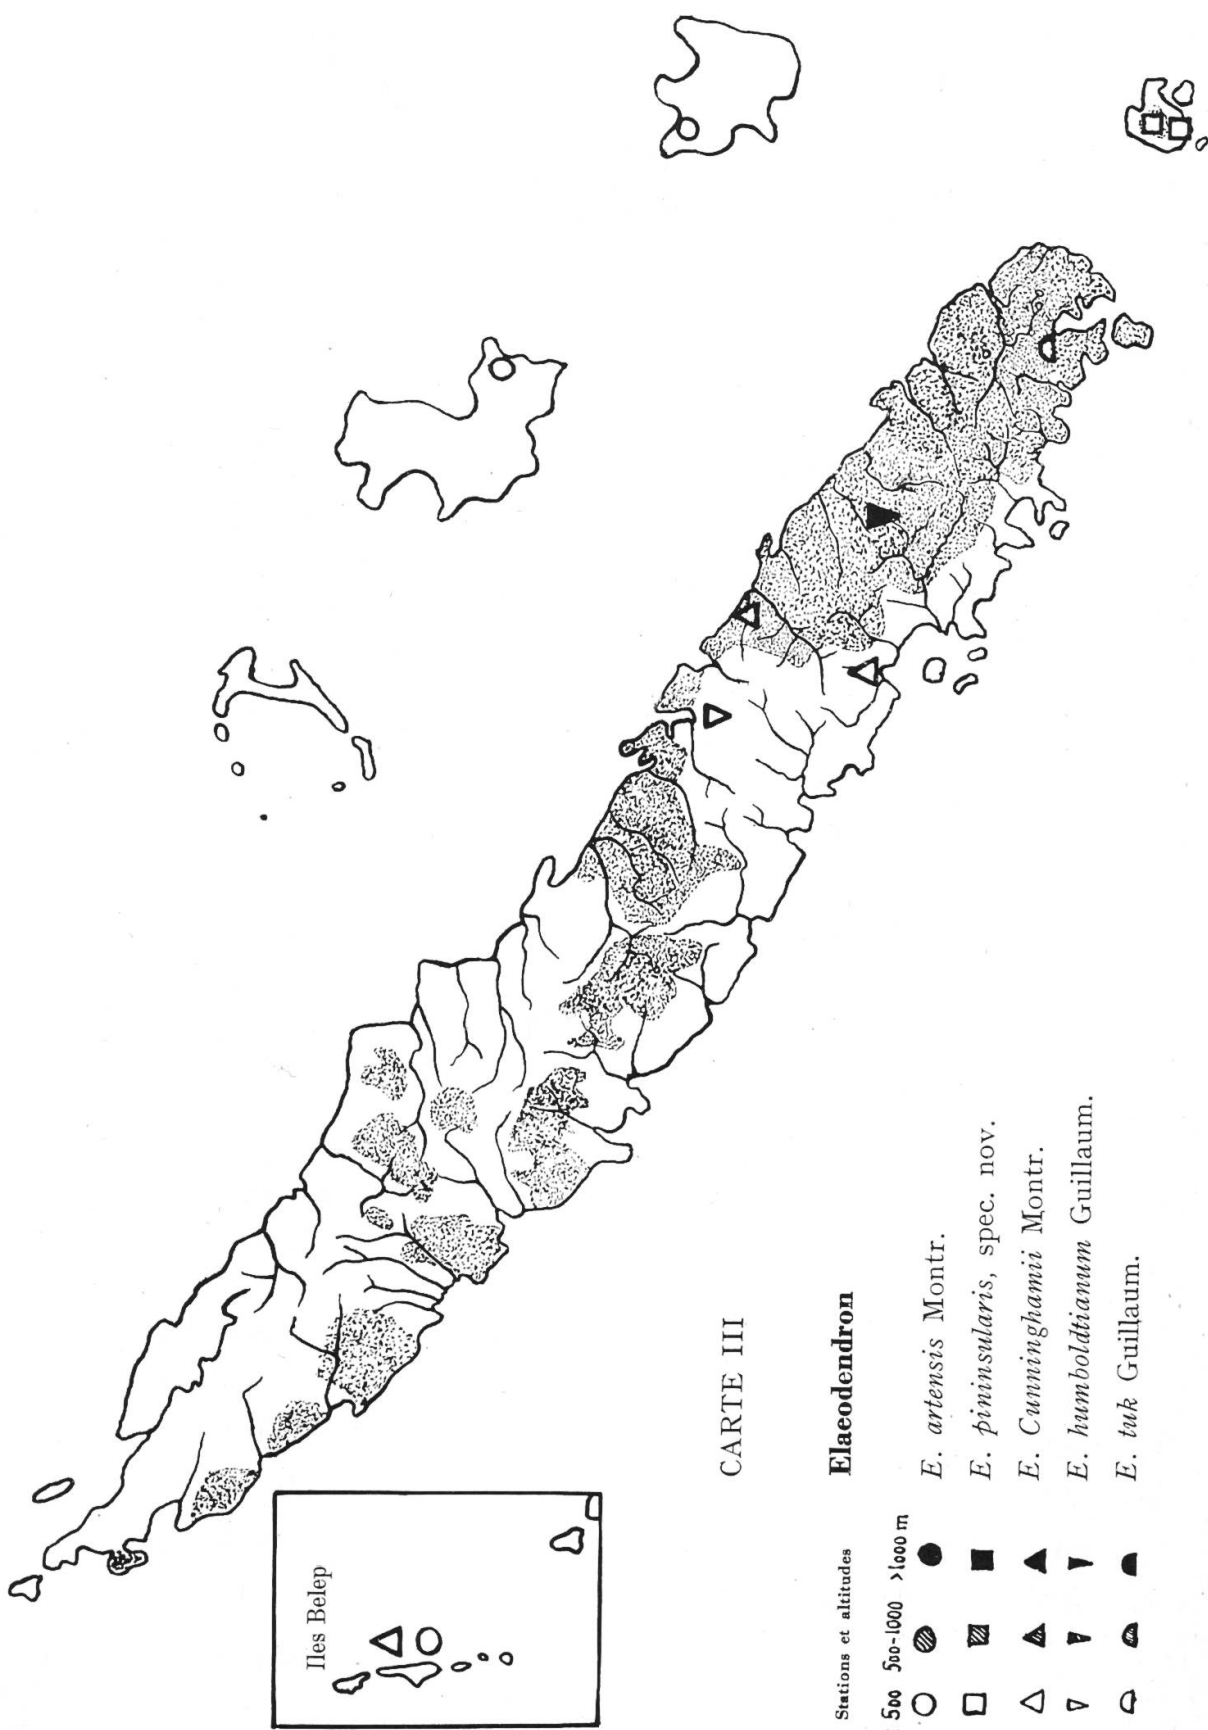 Iles Belep
CARTE III
Elaeodendron
Stations et altitudes
500 500-1000 >1000 m
E. artensis Montr.
E. pininsularis, spec. nov.
E. Cunninghamii Montr.
E. humboldtianum Guillaum.
E. tuk Guillaum.